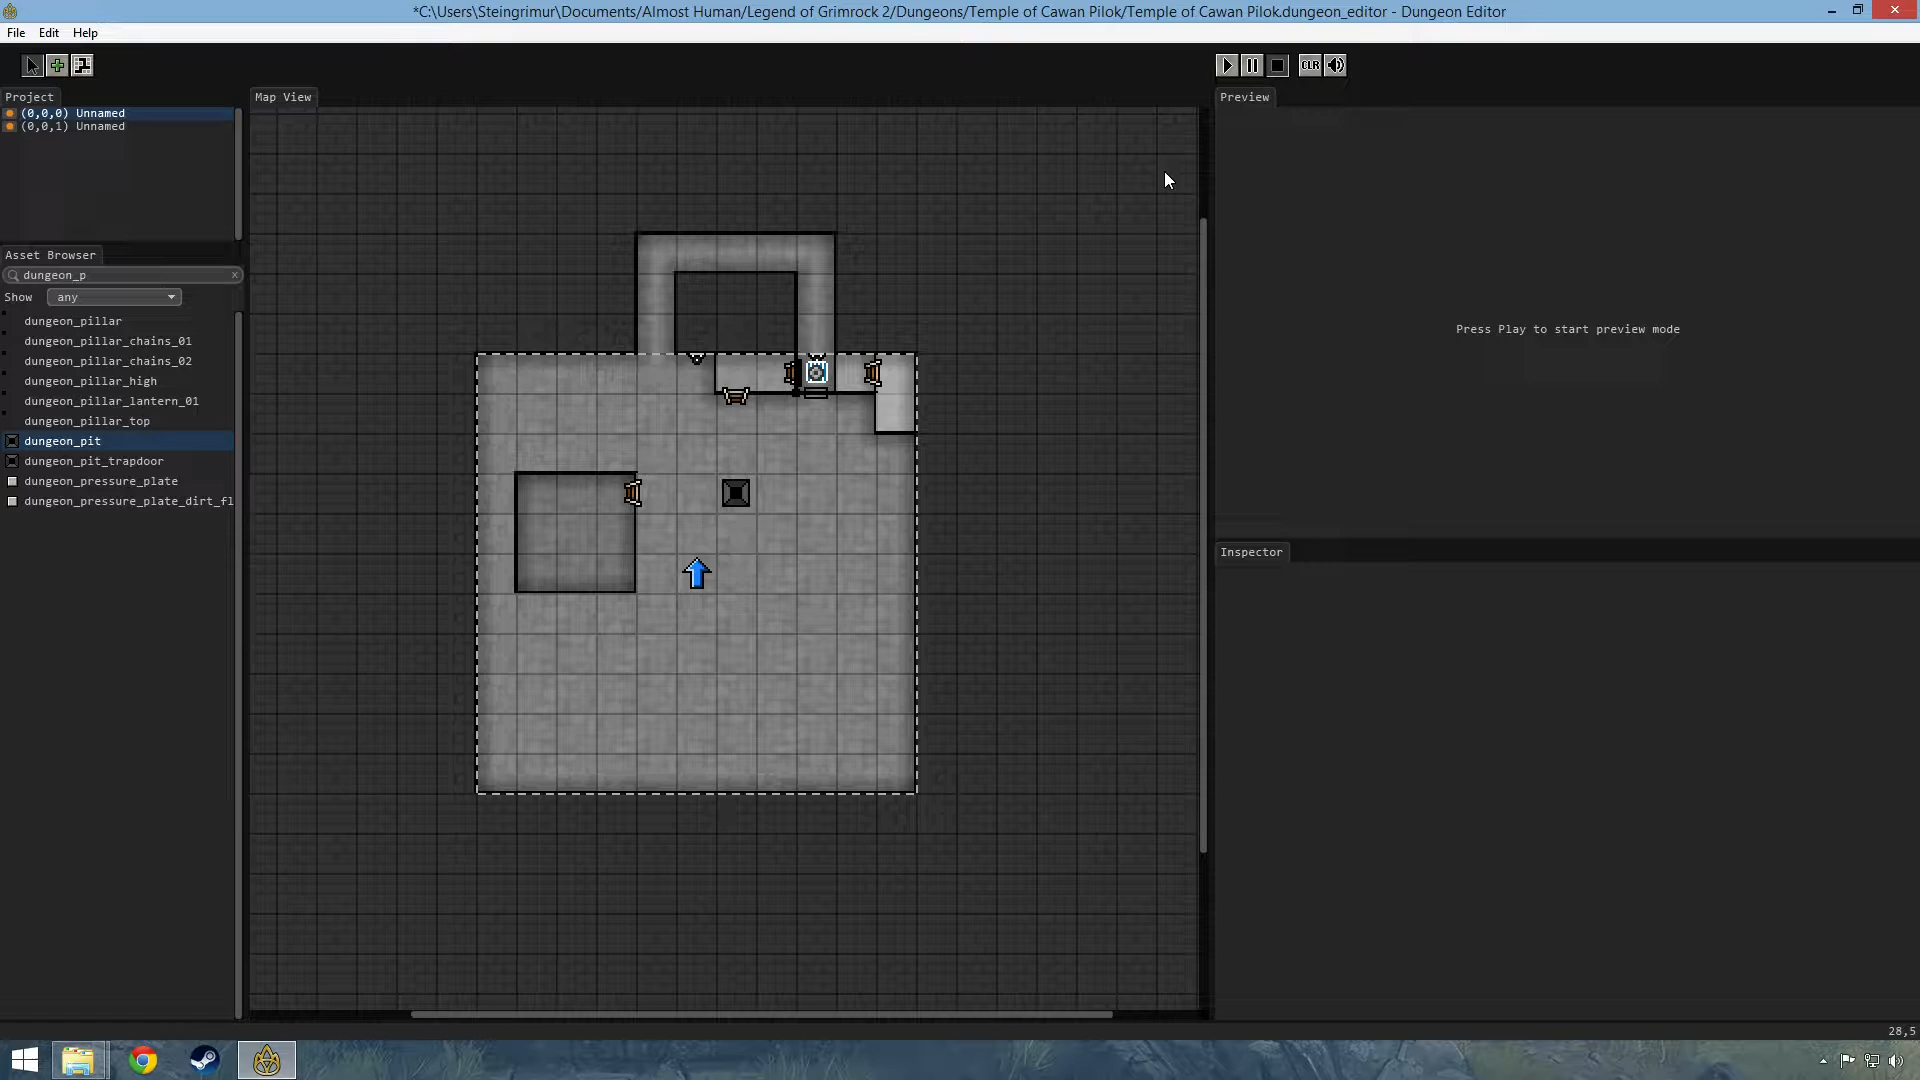 *C:\Users\Steingrimur\Documents/Almost Human/Legend of Grimrock 2/Dungeons/Temple of Cawan Pilok/Temple of Cawan Pilok.dungeon_editor - Dungeon Editor
File Edit Help
CLR
Project
(0,0,0) Unnamed
(0,0,1) Unnamed
Map View
Preview
Asset Browser
dungeon_p x
Show any
dungeon_pillar
dungeon_pillar_chains_01
dungeon_pillar_chains_02
dungeon_pillar_high
dungeon_pillar_lantern_01
dungeon_pillar_top
dungeon_pit
dungeon_pit_trapdoor
dungeon_pressure_plate
dungeon_pressure_plate_dirt_fl
Press Play to start preview mode
Inspector
28,5